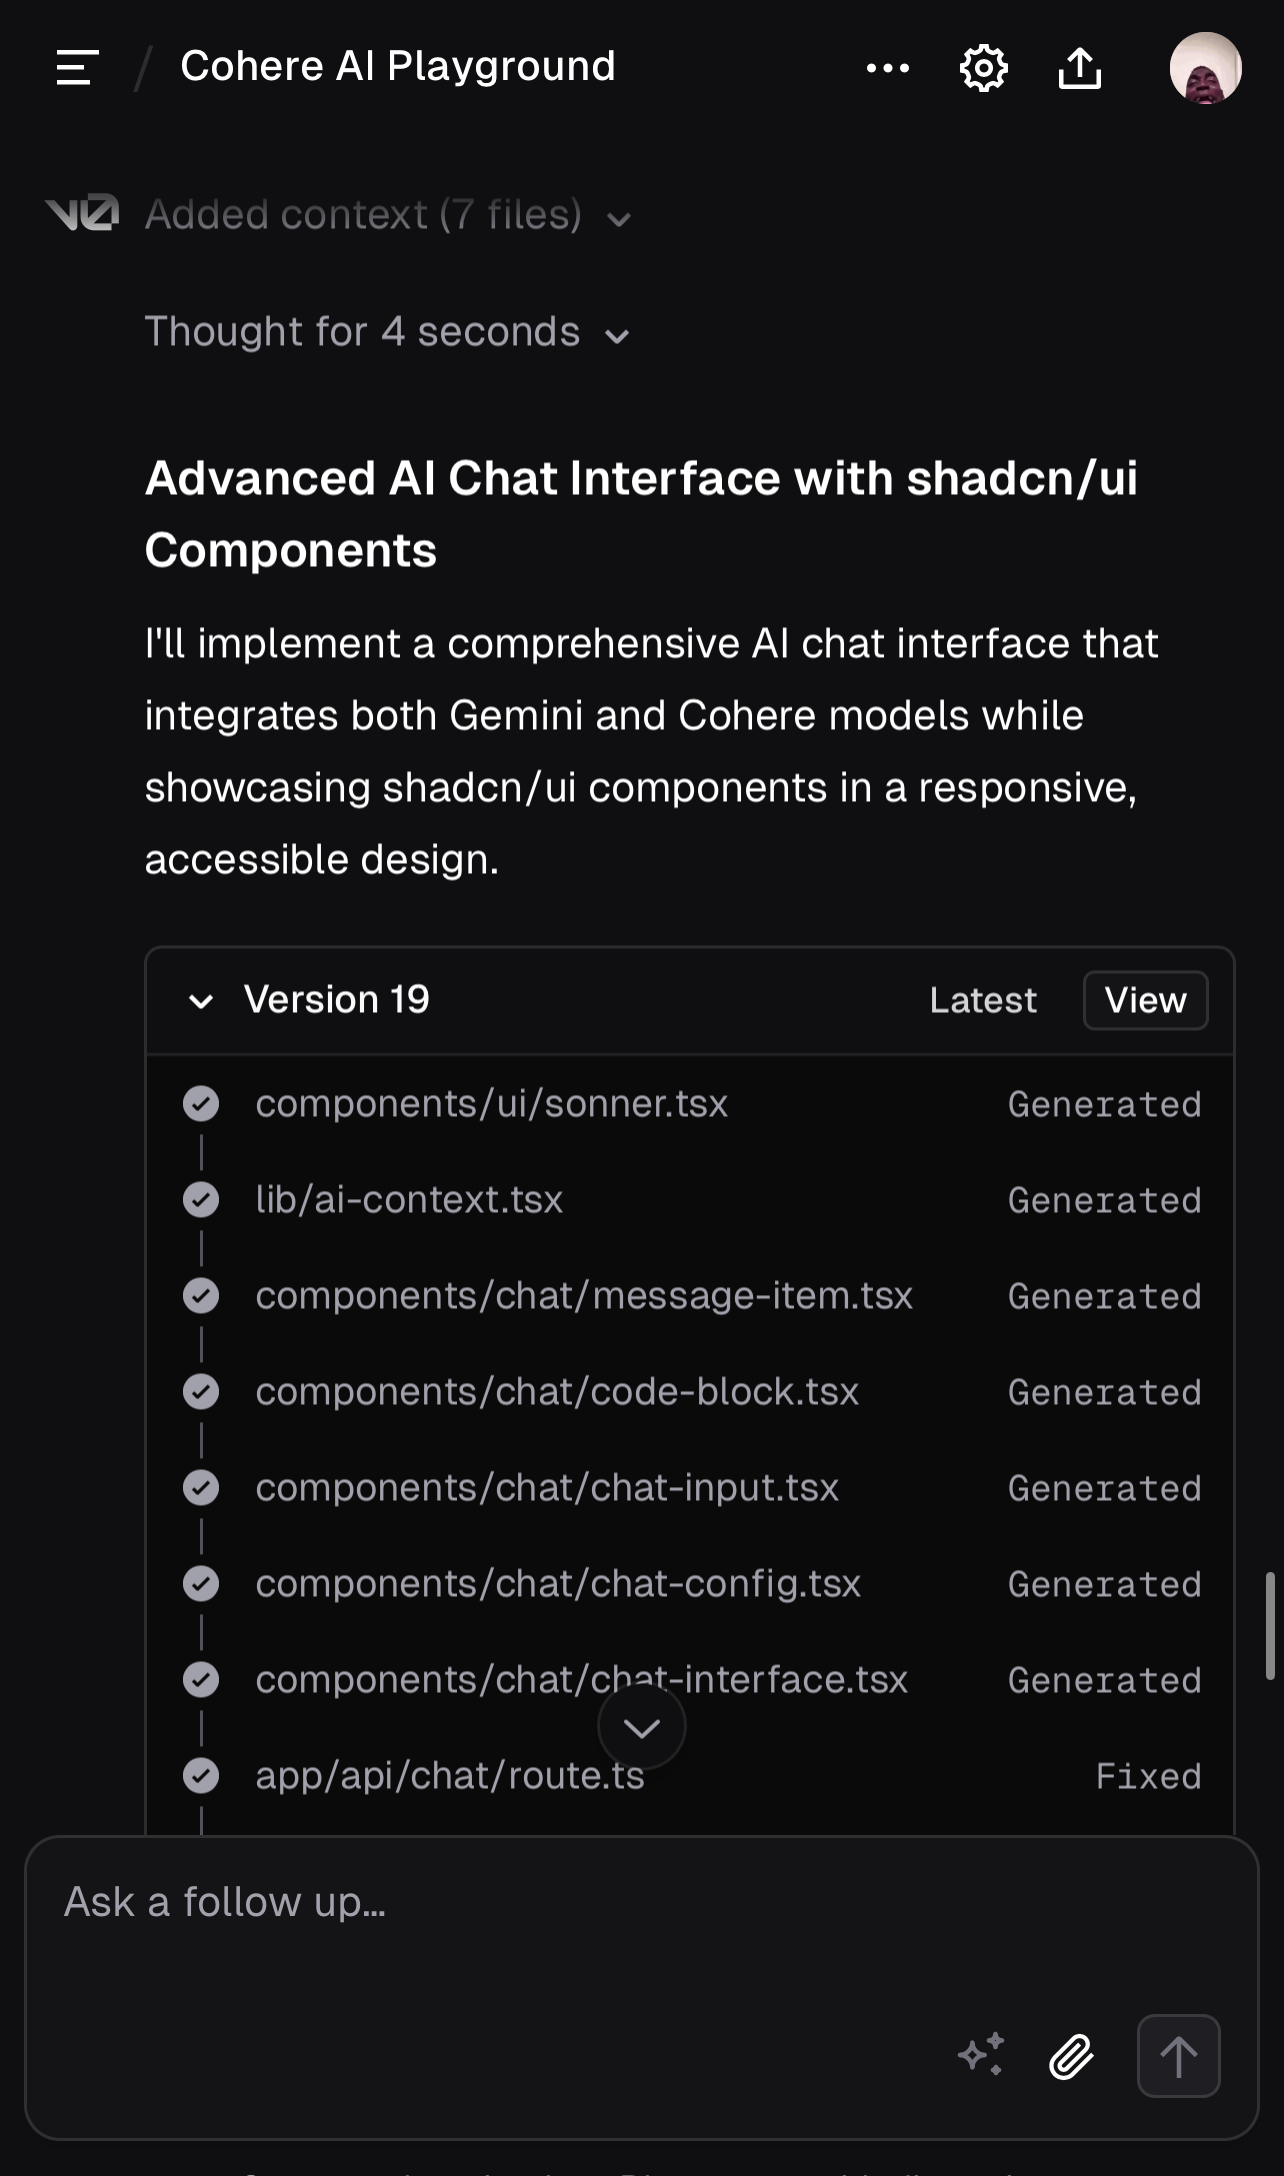 / Cohere AI Playground
v0 Added context (7 files)
Thought for 4 seconds
Advanced AI Chat Interface with shadcn/ui
Components
I'll implement a comprehensive AI chat interface that
integrates both Gemini and Cohere models while
showcasing shadcn/ui components in a responsive,
accessible design.
Version 19 Latest View
components/ui/sonner.tsx Generated
lib/ai-context.tsx Generated
components/chat/message-item.tsx Generated
components/chat/code-block.tsx Generated
components/chat/chat-input.tsx Generated
components/chat/chat-config.tsx Generated
components/chat/chat-interface.tsx Generated
app/api/chat/route.ts Fixed
Ask a follow up...